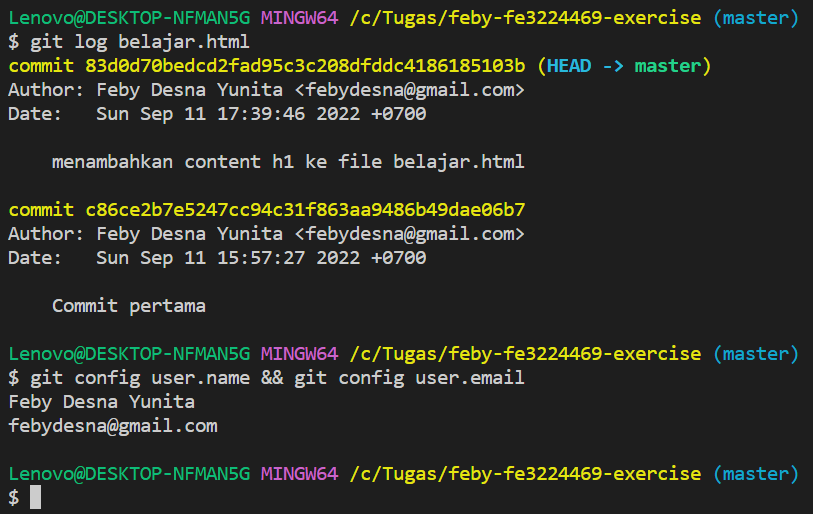 Lenovo@DESKTOP-NFMAN5G MINGW64 /c/Tugas/feby-fe3224469-exercise (master)
$ git log belajar.html
commit 83d0d70bedcd2fad95c3c208dfddc4186185103b (HEAD -> master)
Author: Feby Desna Yunita <febydesna@gmail.com>
Date:   Sun Sep 11 17:39:46 2022 +0700
    menambahkan content h1 ke file belajar.html
commit c86ce2b7e5247cc94c31f863aa9486b49dae06b7
Author: Feby Desna Yunita <febydesna@gmail.com>
Date:   Sun Sep 11 15:57:27 2022 +0700
    Commit pertama
Lenovo@DESKTOP-NFMAN5G MINGW64 /c/Tugas/feby-fe3224469-exercise (master)
$ git config user.name && git config user.email
Feby Desna Yunita
febydesna@gmail.com
Lenovo@DESKTOP-NFMAN5G MINGW64 /c/Tugas/feby-fe3224469-exercise (master)
$